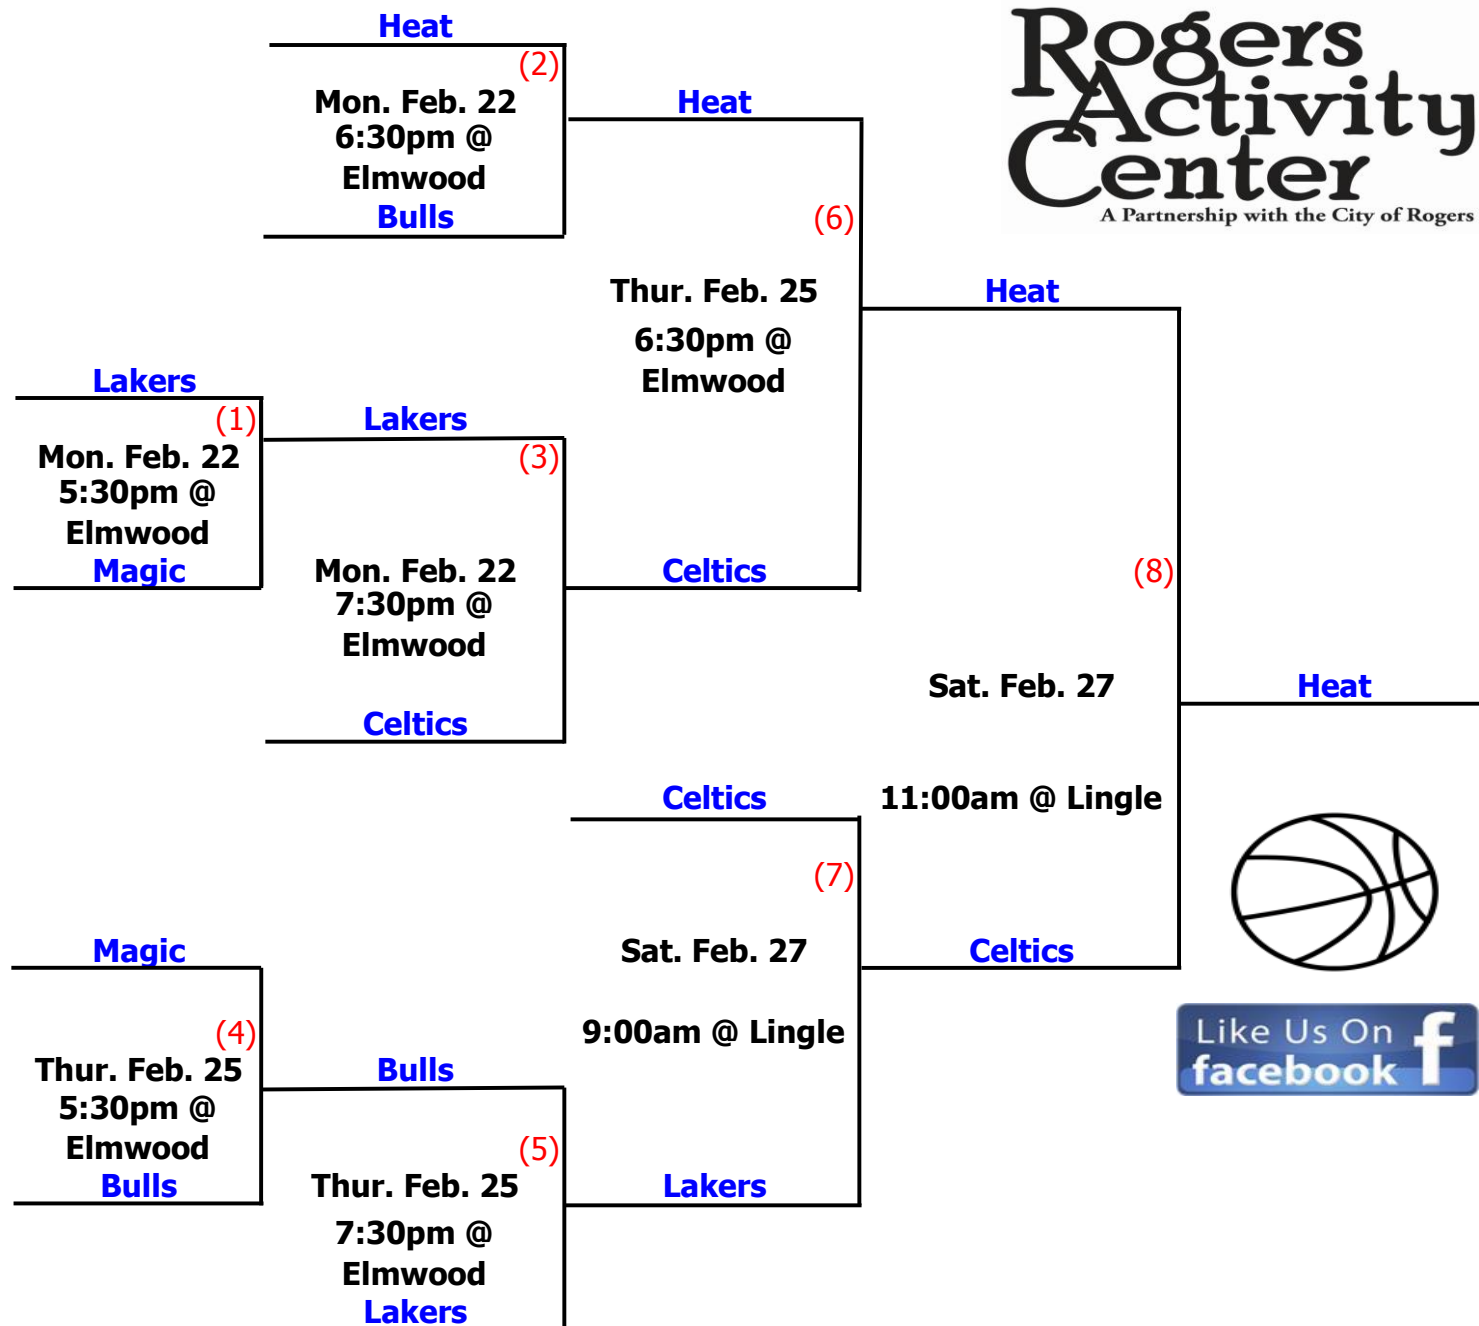 Heat
(2)
Mon. Feb. 22
6:30pm @
Elmwood
Bulls
Heat
Rogers
Activity
Center
A Partnership with the City of Rogers
(6)
Thur. Feb. 25
6:30pm @
Elmwood
Heat
Lakers
(1)
Mon. Feb. 22
5:30pm @
Elmwood
Magic
Lakers
(3)
Mon. Feb. 22
7:30pm @
Elmwood
Celtics
Celtics
(8)
Sat. Feb. 27
11:00am @ Lingle
Heat
Celtics
(7)
Sat. Feb. 27
9:00am @ Lingle
Celtics
Magic
(4)
Thur. Feb. 25
5:30pm @
Elmwood
Bulls
Bulls
(5)
Thur. Feb. 25
7:30pm @
Elmwood
Lakers
Lakers
Like Us On
facebook f